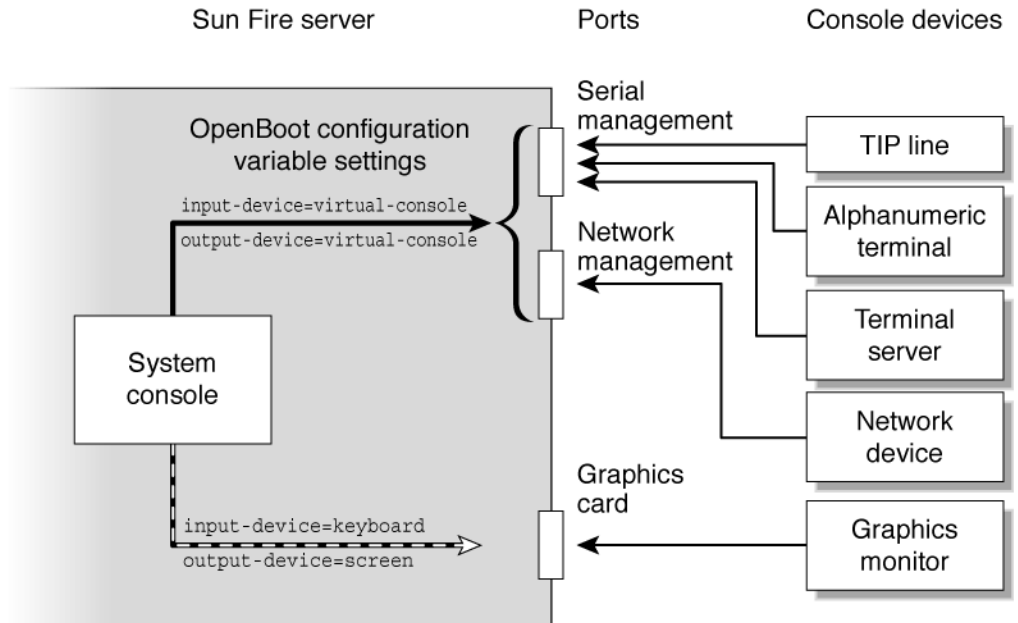 Sun Fire server
Ports
Console devices
OpenBoot configuration
variable settings
input-device=virtual-console
output-device=virtual-console
System
console
input-device=keyboard
output-device=screen
Serial
management
Network
management
Graphics
card
TIP line
Alphanumeric
terminal
Terminal
server
Network
device
Graphics
monitor